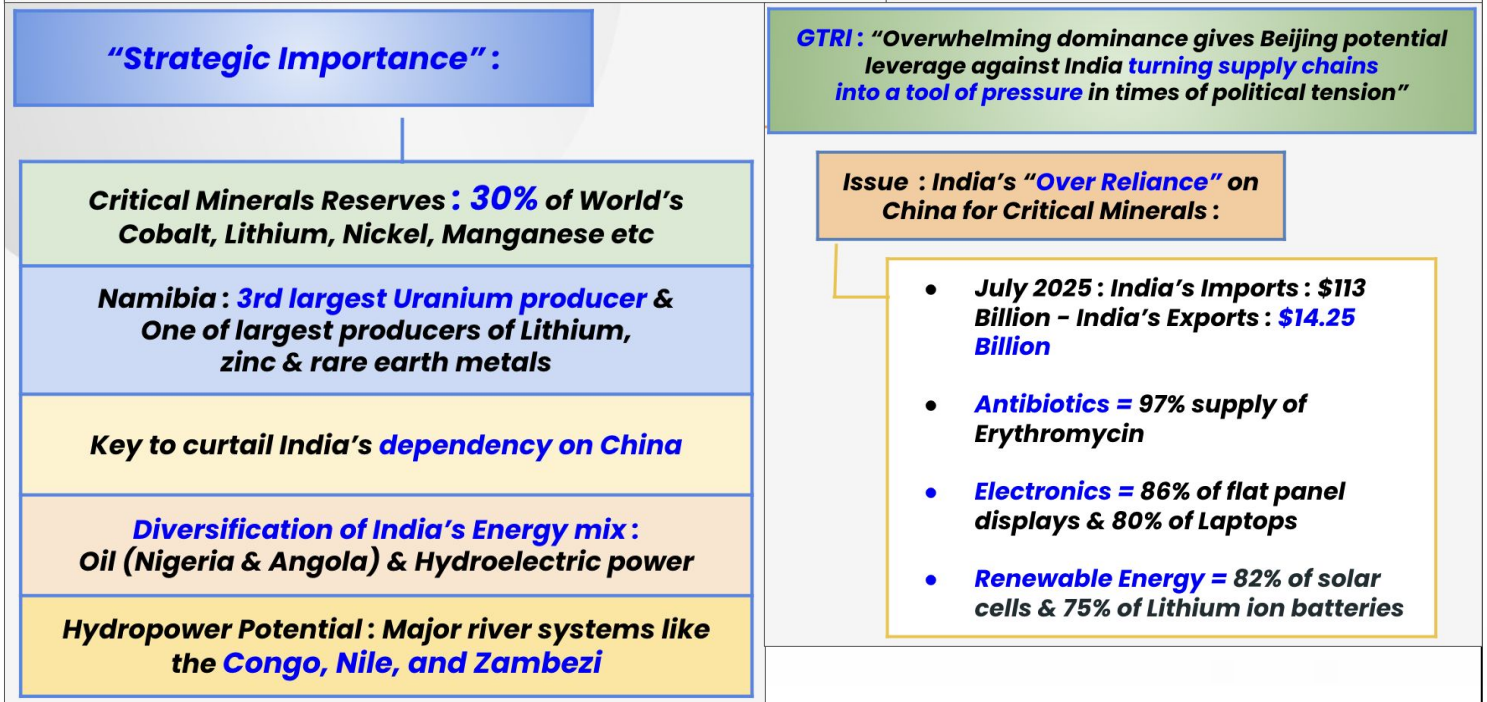 “Strategic Importance” :
Critical Minerals Reserves : 30% of World’s
Cobalt, Lithium, Nickel, Manganese etc
Namibia : 3rd largest Uranium producer &
One of largest producers of Lithium,
zinc & rare earth metals
Key to curtail India’s dependency on China
Diversification of India’s Energy mix :
Oil (Nigeria & Angola) & Hydroelectric power
Hydropower Potential : Major river systems like
the Congo, Nile, and Zambezi
GTRI : “Overwhelming dominance gives Beijing potential
leverage against India turning supply chains
into a tool of pressure in times of political tension”
Issue : India’s “Over Reliance” on
China for Critical Minerals :
● July 2025 : India’s Imports : $113
Billion - India’s Exports : $14.25
Billion
● Antibiotics = 97% supply of
Erythromycin
● Electronics = 86% of flat panel
displays & 80% of Laptops
● Renewable Energy = 82% of solar
cells & 75% of Lithium ion batteries